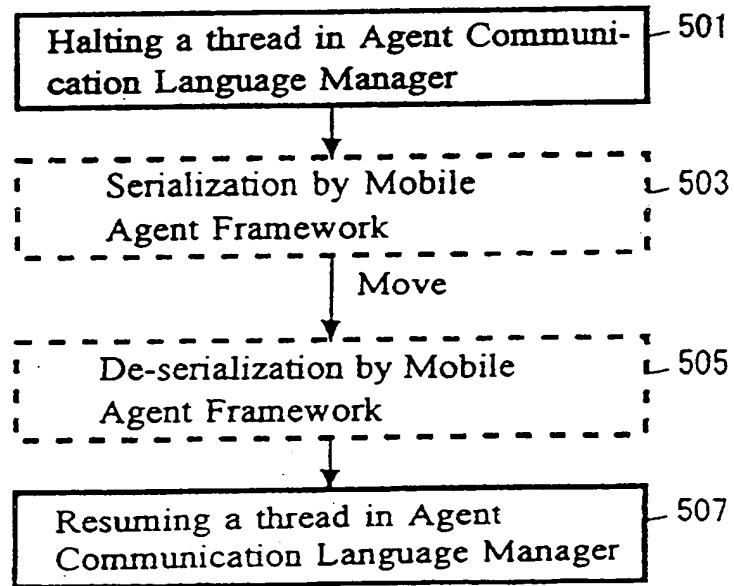 Halting a thread in Agent Communi-
cation Language Manager
501
Serialization by Mobile
Agent Framework
503
Move
De-serialization by Mobile
Agent Framework
505
Resuming a thread in Agent
Communication Language Manager
507